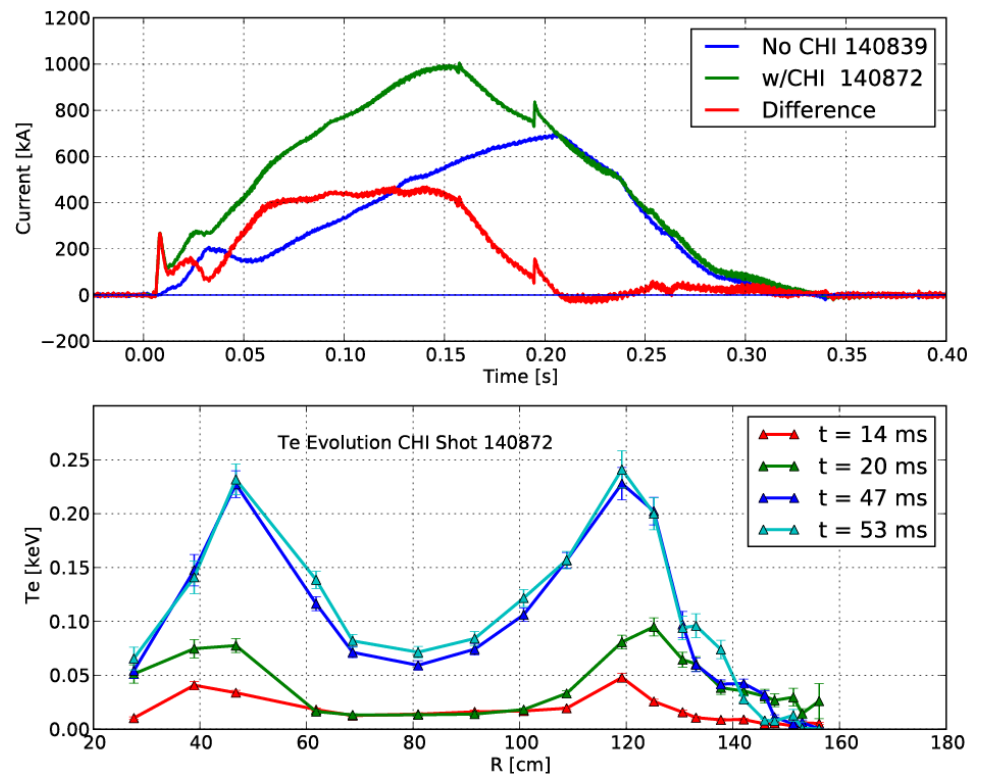 1200
1000
800
600
400
200
0
−200
Current [kA]
No CHI 140839
w/CHI 140872
Difference
0.00 0.05 0.10 0.15 0.20 0.25 0.30 0.35 0.40
Time [s]
Te Evolution CHI Shot 140872
t = 14 ms
t = 20 ms
t = 47 ms
t = 53 ms
0.25
0.20
0.15
0.10
0.05
0.00
Te [keV]
20 40 60 80 100 120 140 160 180
R [cm]